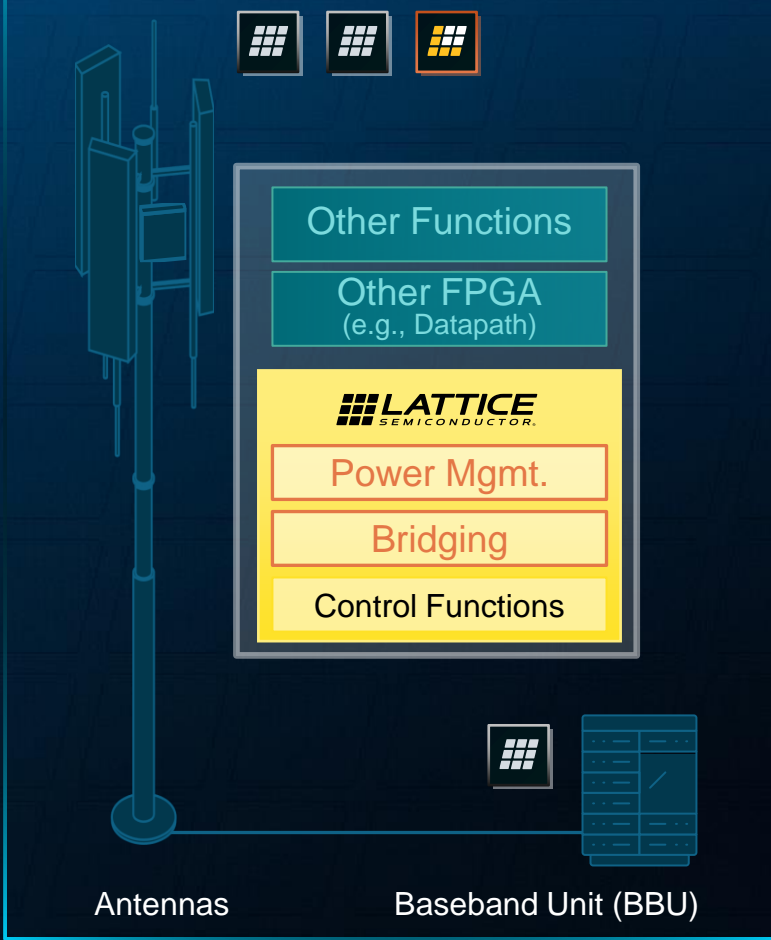 Other Functions
Other FPGA
(e.g., Datapath)
LATTICE
SEMICONDUCTOR.
Power Mgmt.
Bridging
Control Functions
Antennas
Baseband Unit (BBU)